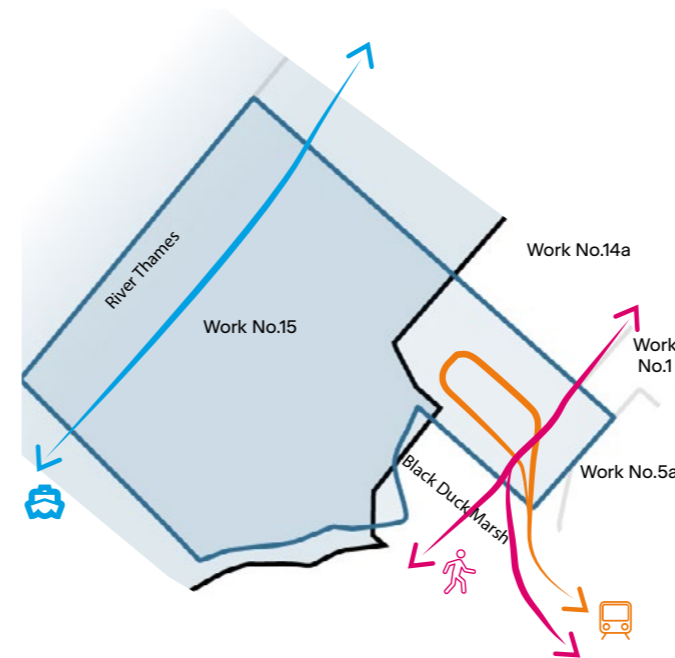 River Thames
Work No.14a
Work No.15
Work
No.1
Black Duck Marsh
Work No.5a